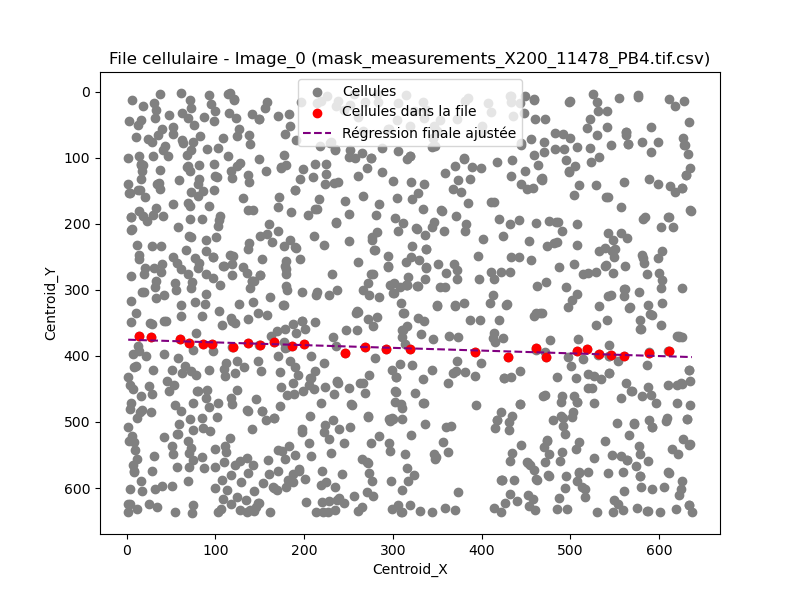 File cellulaire - Image_0 (mask_measurements_X200_11478_PB4.tif.csv)
Cellules
Cellules dans la file
Régression finale ajustée
Centroid_Y
0
100
200
300
400
500
600
0 100 200 300 400 500 600
Centroid_X